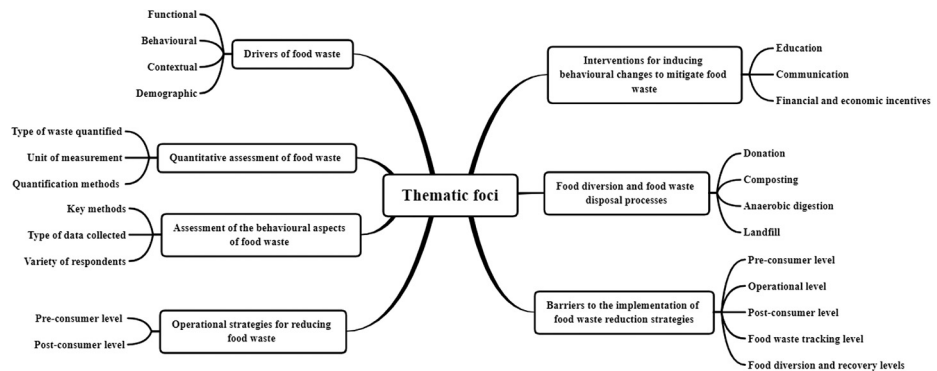 Thematic foci
Drivers of food waste
Functional
Behavioural
Contextual
Demographic
Quantitative assessment of food waste
Type of waste quantified
Unit of measurement
Quantification methods
Assessment of the behavioural aspects
of food waste
Key methods
Type of data collected
Variety of respondents
Operational strategies for reducing
food waste
Pre-consumer level
Post-consumer level
Interventions for inducing
behavioural changes to mitigate food
waste
Education
Communication
Financial and economic incentives
Food diversion and food waste
disposal processes
Donation
Composting
Anaerobic digestion
Landfill
Barriers to the implementation of
food waste reduction strategies
Pre-consumer level
Operational level
Post-consumer level
Food waste tracking level
Food diversion and recovery levels